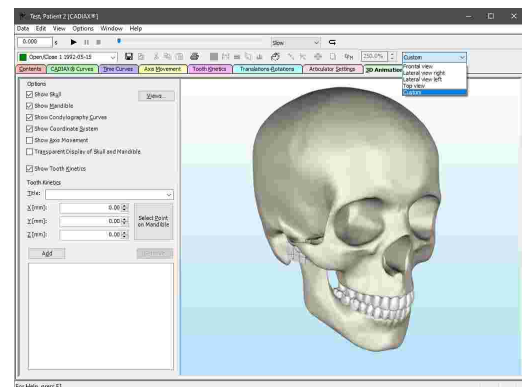 Test, Patient 2 [CADIAX®]
Data Edit View Options Window Help
0.000 s Slow
Open/Close 1 1992-05-15 250.0% Custom
Frontal view
Lateral view right
Lateral view left
Top view
Custom
Contents CADIAX® Curves Time Curves Axis Movement Tooth Kinetics Translations-Rotations Articulator Settings 3D Animation
Options
Show Skull Views...
Show Mandible
Show Condylography Curves
Show Coordinate System
Show Axis Movement
Transparent Display of Skull and Mandible
Show Tooth Kinetics
Tooth Kinetics
Title:
X [mm]: 0.00
Y [mm]: 0.00 Select Point on Mandible
Z [mm]: 0.00
Add
For Help, press F1